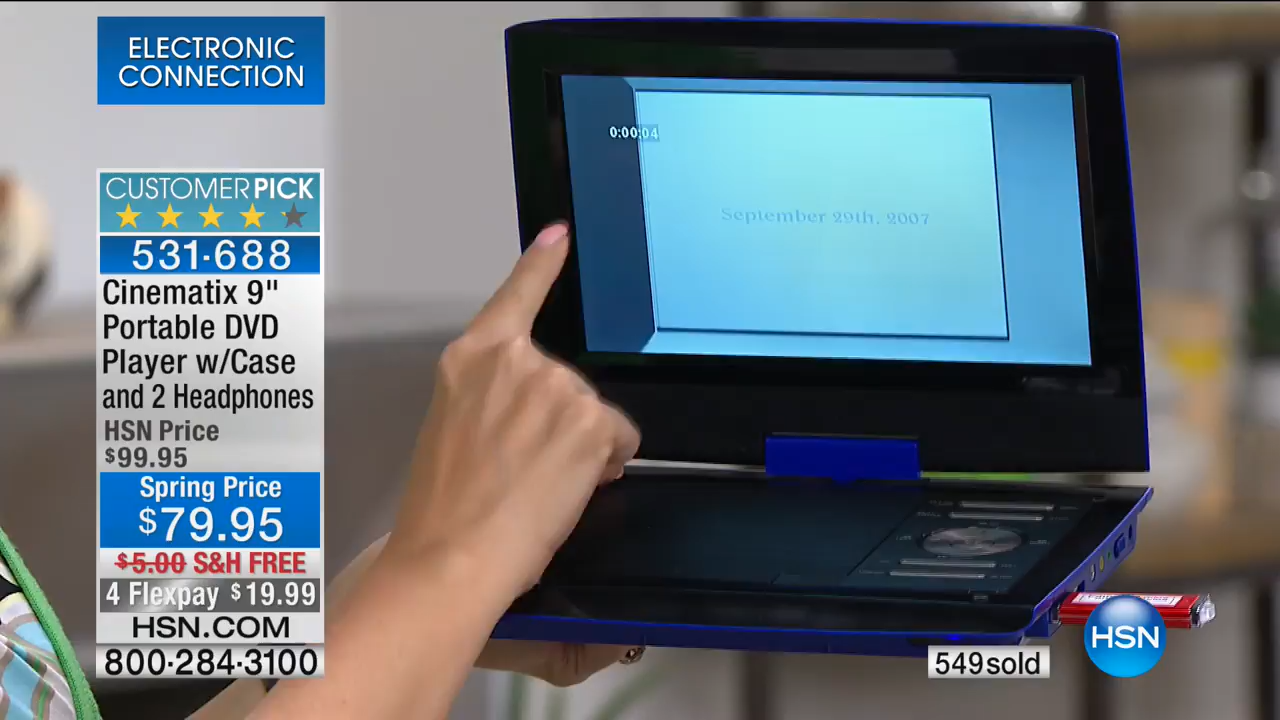 ELECTRONIC
CONNECTION
CUSTOMER PICK
531-688
Cinematix 9"
Portable DVD
Player w/Case
and 2 Headphones
HSN Price
$99.95
Spring Price
$79.95
$5.00 S&H FREE
4 Flexpay $19.99
HSN.COM
800-284-3100
0:00:04
September 29th, 2007
HSN
549 sold